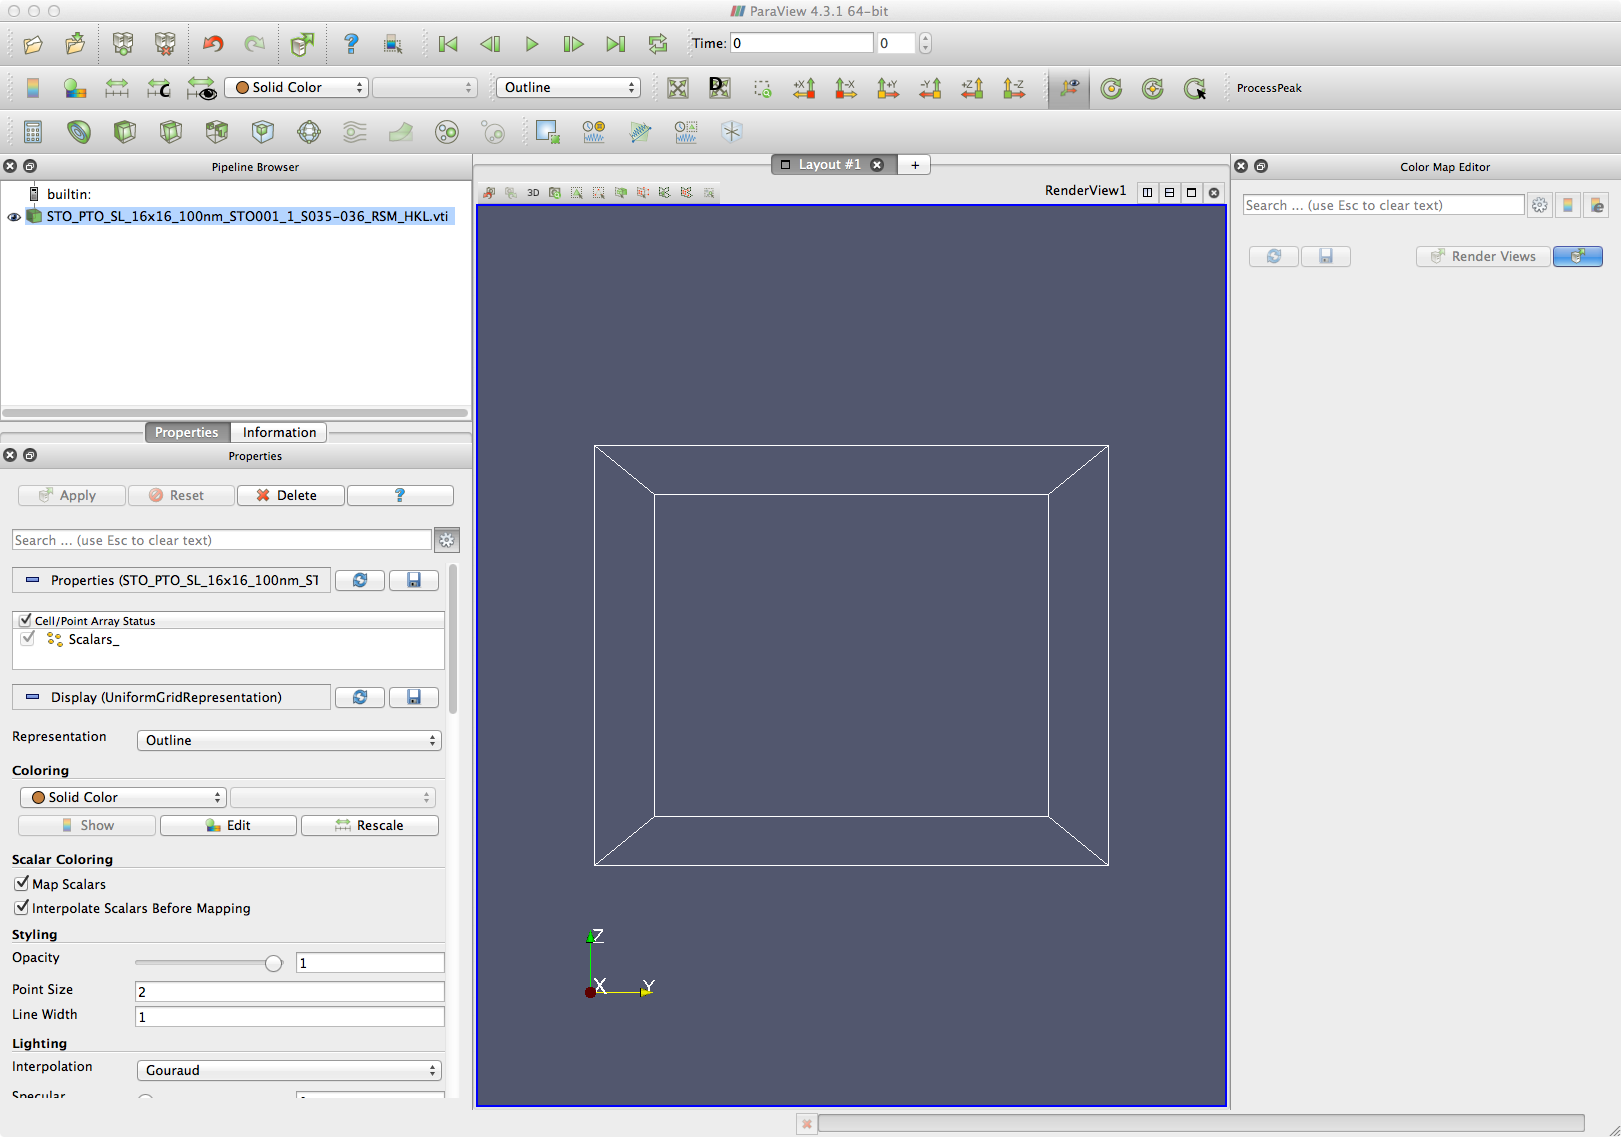 ParaView 4.3.1 64-bit
Time: 0 0
Solid Color Outline D +X -X +Y -Y +Z -Z ProcessPeak
Pipeline Browser
builtin:
STO_PTO_SL_16x16_100nm_STO001_1_S035-036_RSM_HKL.vti
Properties Information
Properties
Apply Reset Delete ?
Search ... (use Esc to clear text)
Properties (STO_PTO_SL_16x16_100nm_ST
Cell/Point Array Status
Scalars_
Display (UniformGridRepresentation)
Representation Outline
Coloring
Solid Color
Show Edit Rescale
Scalar Coloring
Map Scalars
Interpolate Scalars Before Mapping
Styling
Opacity 1
Point Size 2
Line Width 1
Lighting
Interpolation Gouraud
Specular
Layout #1 +
3D RenderView1
Z
X Y
Color Map Editor
Search ... (use Esc to clear text)
Render Views